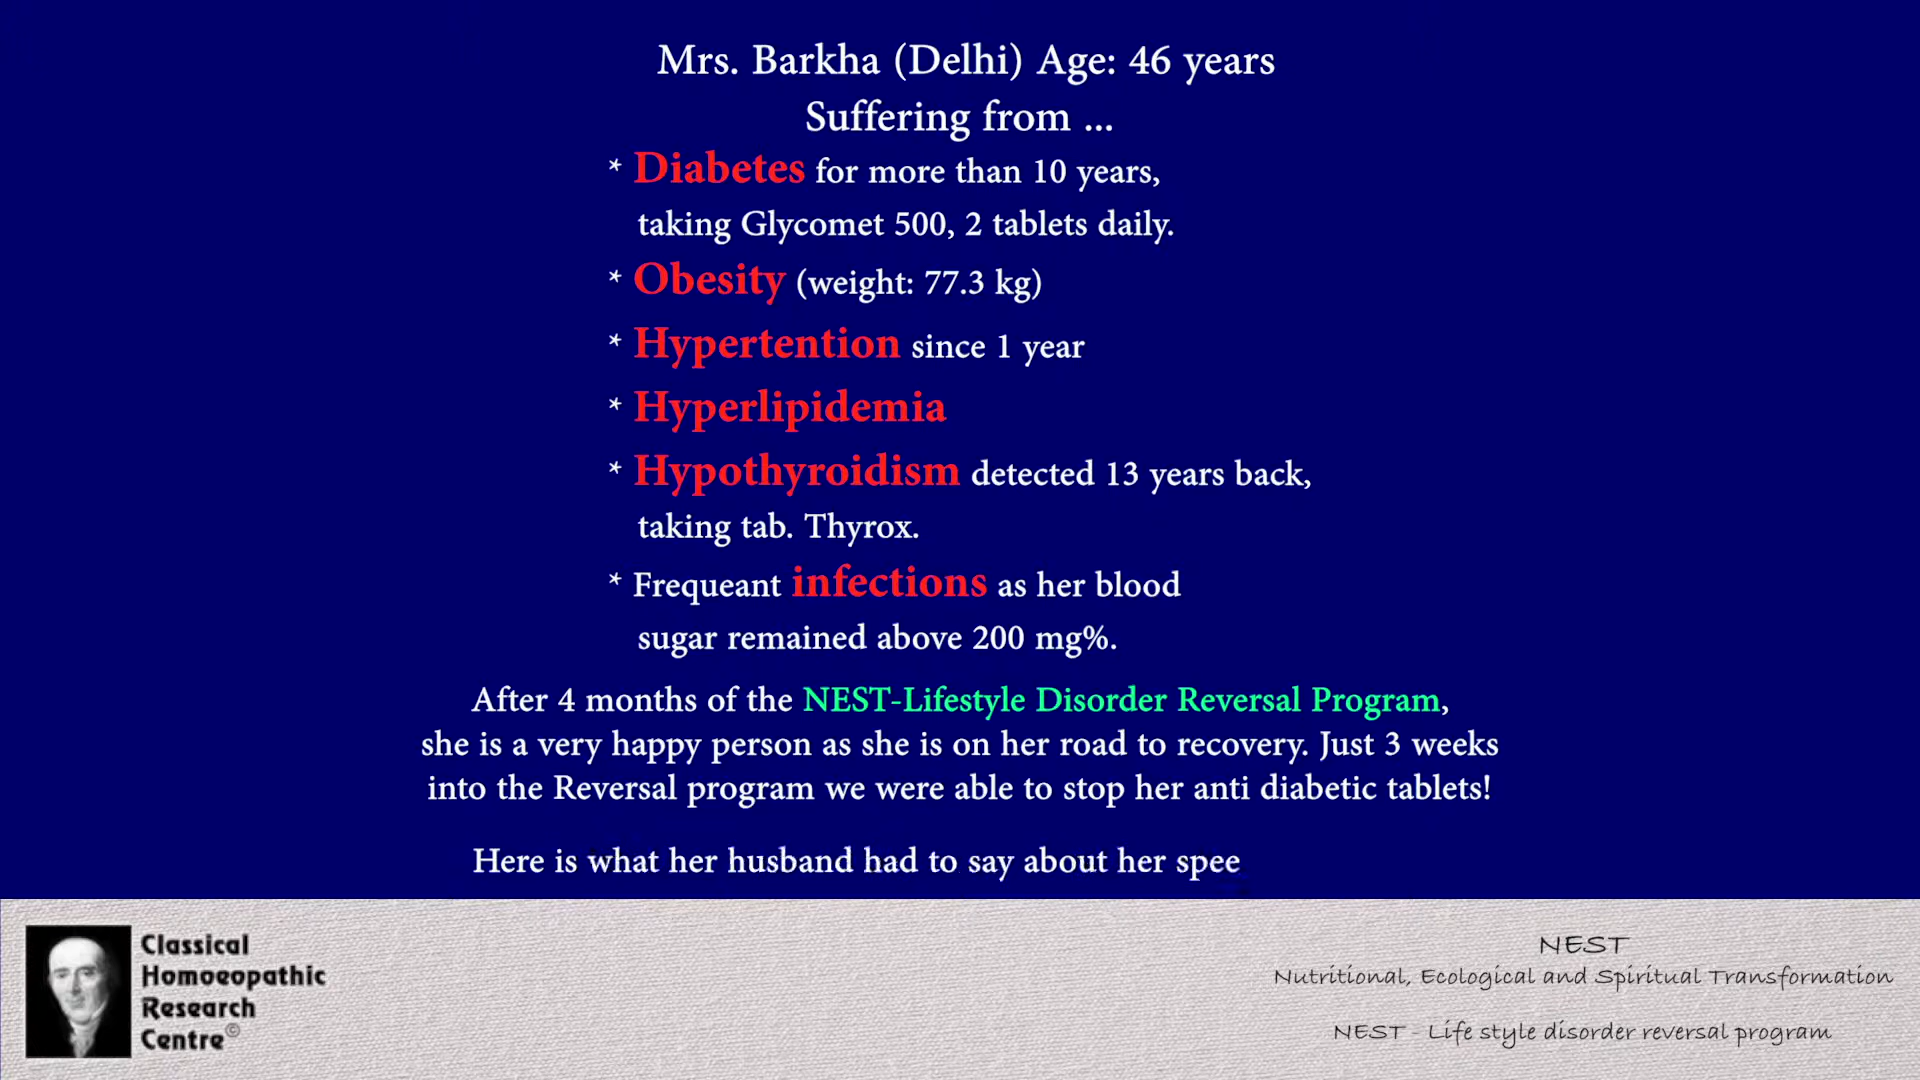 Mrs. Barkha (Delhi) Age: 46 years
Suffering from ...
* Diabetes for more than 10 years,
taking Glycomet 500, 2 tablets daily.
* Obesity (weight: 77.3 kg)
* Hypertention since 1 year
* Hyperlipidemia
* Hypothyroidism detected 13 years back,
taking tab. Thyrox.
* Frequeant infections as her blood
sugar remained above 200 mg%.
After 4 months of the NEST-Lifestyle Disorder Reversal Program,
she is a very happy person as she is on her road to recovery. Just 3 weeks
into the Reversal program we were able to stop her anti diabetic tablets!
Here is what her husband had to say about her spee
Classical
Homoeopathic
Research
Centre©
NEST
Nutritional, Ecological and Spiritual Transformation
NEST - Life style disorder reversal program